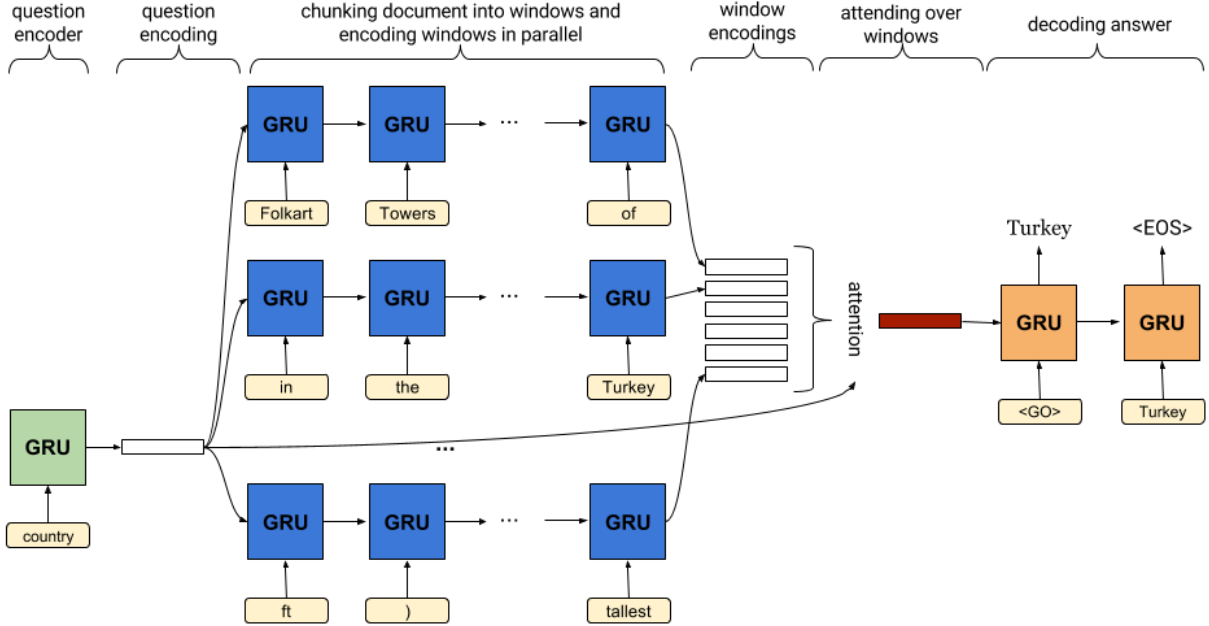 question
encoder
question
encoding
chunking document into windows and
encoding windows in parallel
window
encodings
attending over
windows
decoding answer
GRU
GRU
...
GRU
Folkart
Towers
of
GRU
GRU
...
GRU
in
the
Turkey
attention
Turkey
<EOS>
GRU
GRU
<GO>
Turkey
GRU
country
...
GRU
GRU
...
GRU
ft
)
tallest